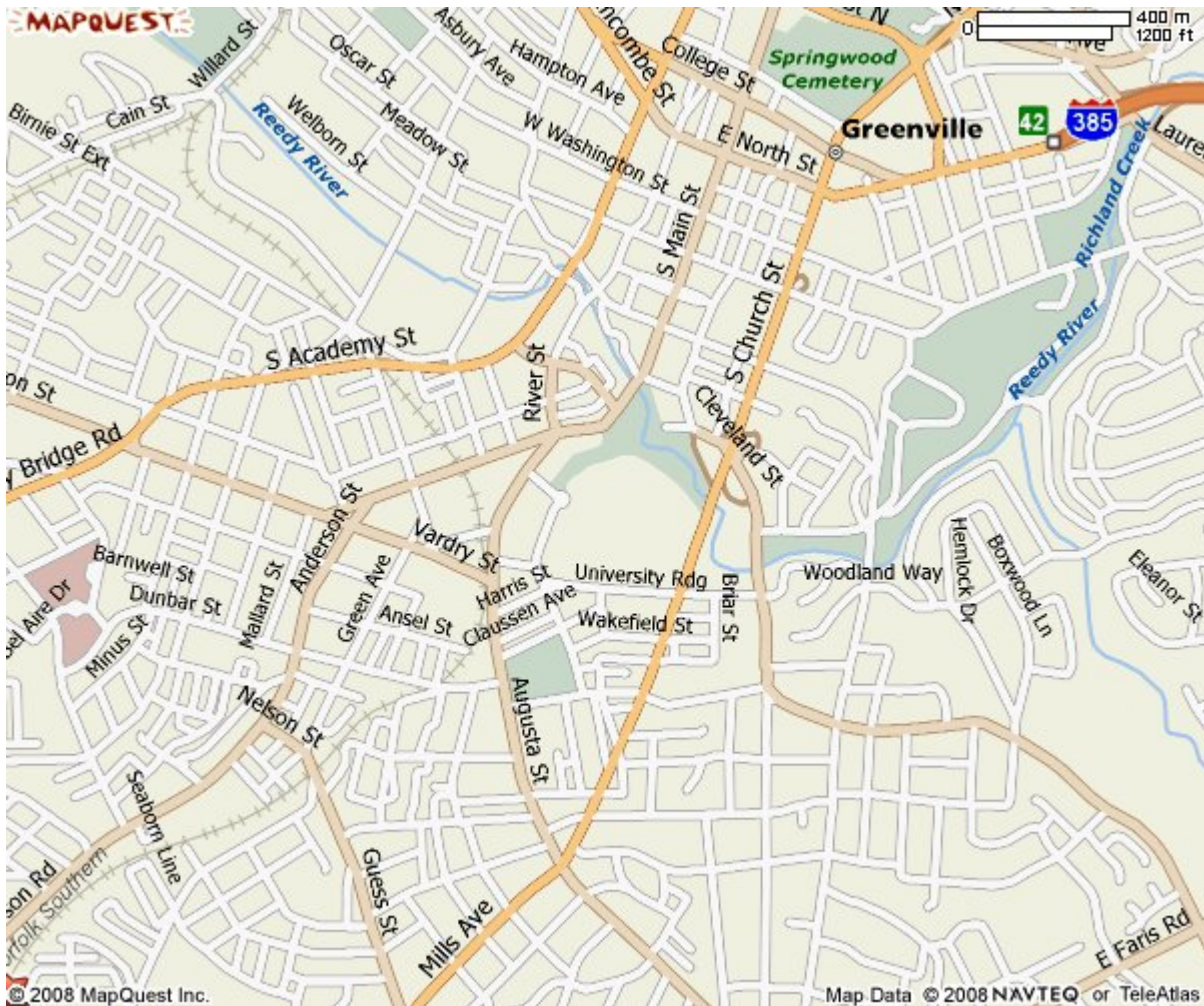 MAPQUEST
400 m
0
1200 ft
Willard St
Oscar St
Asbury Ave
Hampton Ave
College St
Springwood
Cemetery
Cain St
Birnie St Ext
Reedy River
Welborn St
Meadow St
W Washington St
E North St
Greenville
42
385
Richland Creek
S Main St
S Church St
Reedy River
S Academy St
River St
Cleveland St
Anderson St
Vardry St
Barnwell St
Dunbar St
Mallard St
Green Ave
Ansel St
Harris St
Claussen Ave
University Rdg
Wakefield St
Briar St
Woodland Way
Hemlock Dr
Boxwood Ln
Eleanor St
Minus St
Nelson St
Augusta St
Seaborn Line
Guess St
Mills Ave
E Faris Rd
© 2008 MapQuest Inc.
Map Data © 2008 NAVTEQ or TeleAtlas